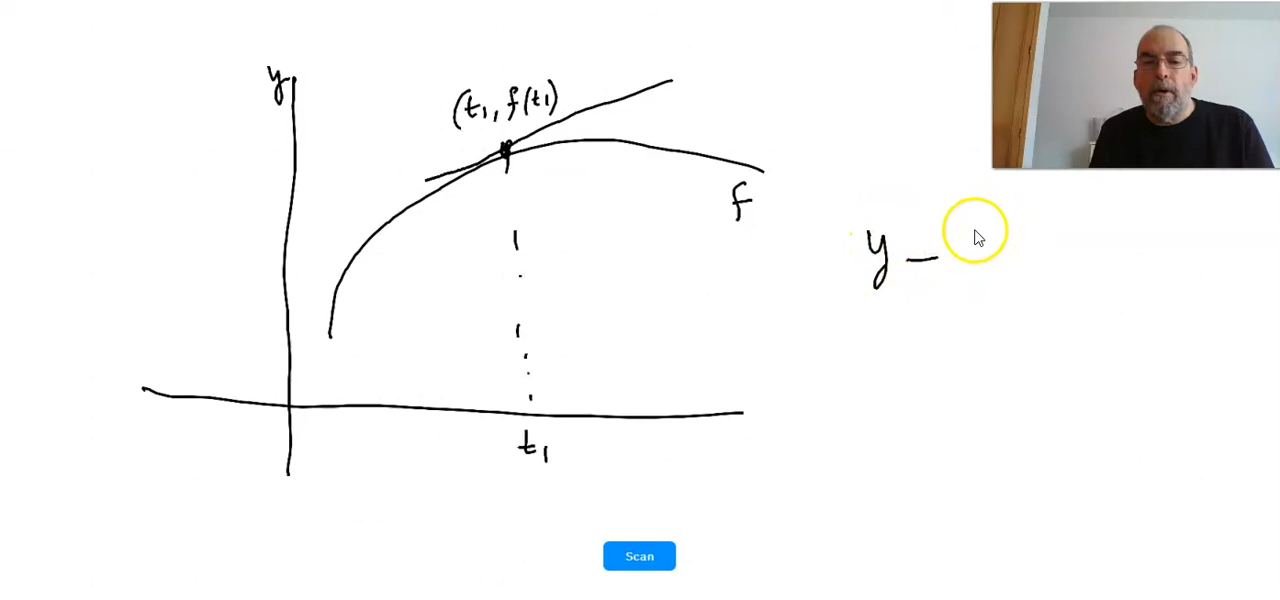 y
(t₁, f(t₁)
f
y –
t₁
Scan